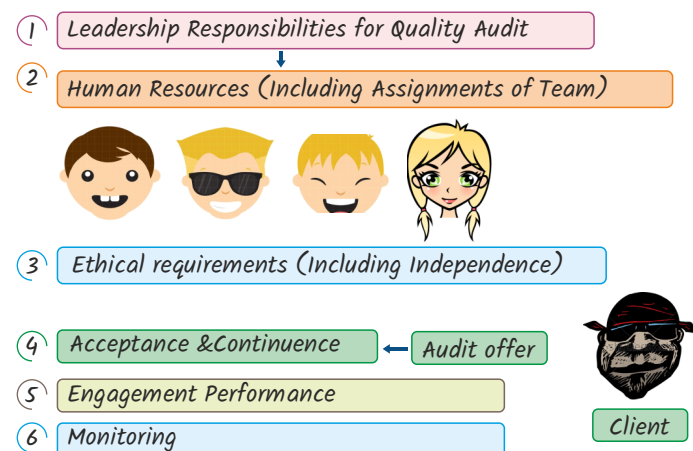 1 Leadership Responsibilities for Quality Audit
2 Human Resources (Including Assignments of Team)
3 Ethical requirements (Including Independence)
4 Acceptance &Continuence Audit offer
5 Engagement Performance
Client
6 Monitoring